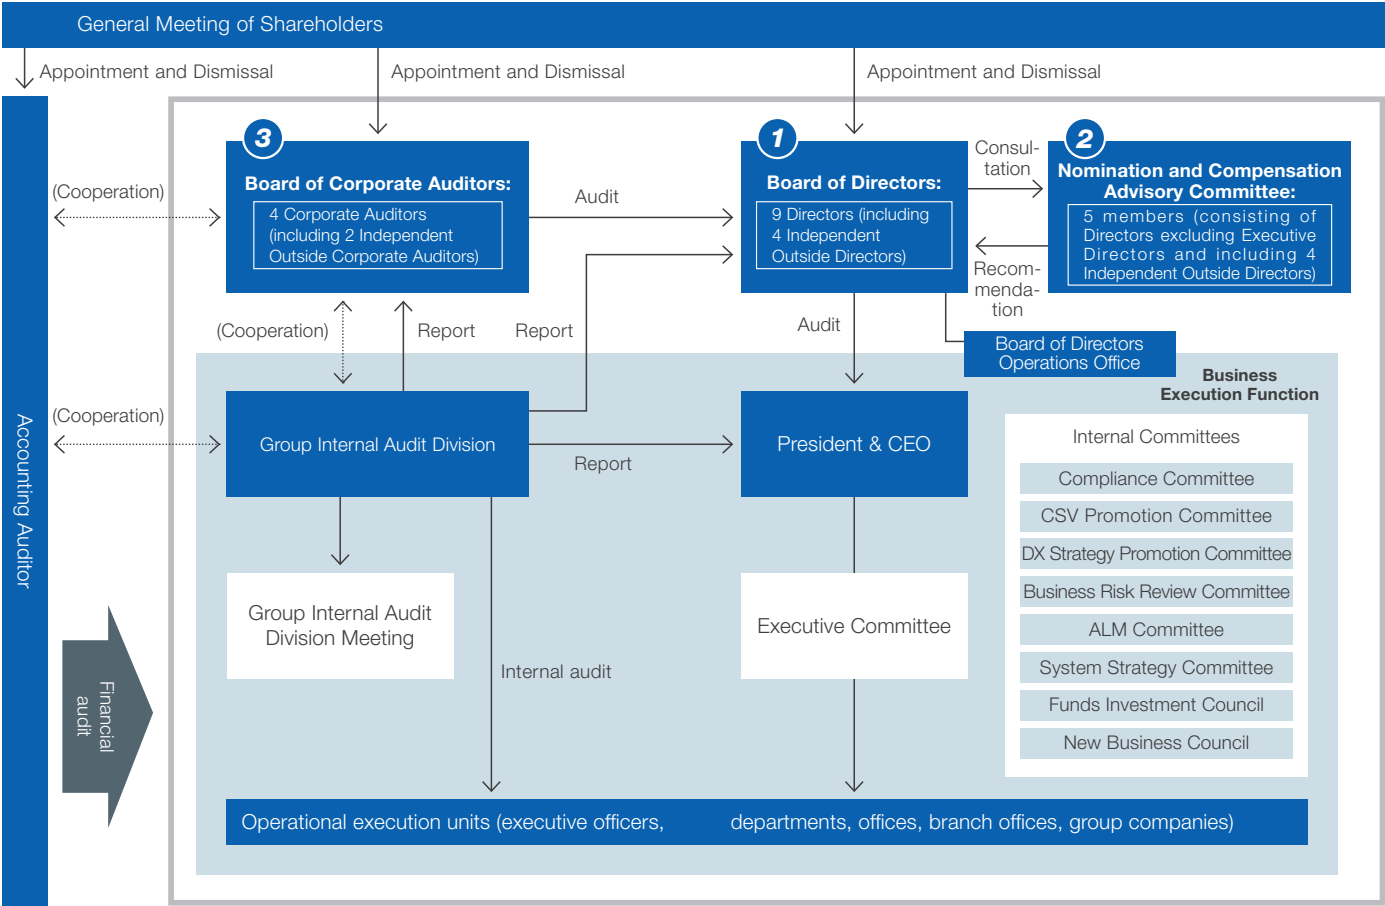 General Meeting of Shareholders
Appointment and Dismissal
Appointment and Dismissal
Appointment and Dismissal
Accounting Auditor
(Cooperation)
3
Board of Corporate Auditors:
4 Corporate Auditors
(including 2 Independent
Outside Corporate Auditors)
Audit
1
Board of Directors:
9 Directors (including
4 Independent
Outside Directors)
Consul-
tation
Recom-
menda-
tion
2
Nomination and Compensation
Advisory Committee:
5 members (consisting of
Directors excluding Executive
Directors and including 4
Independent Outside Directors)
(Cooperation)
Report
Report
Audit
Board of Directors
Operations Office
Business
Execution Function
(Cooperation)
Group Internal Audit Division
Report
President & CEO
Internal Committees
Compliance Committee
CSV Promotion Committee
DX Strategy Promotion Committee
Business Risk Review Committee
ALM Committee
System Strategy Committee
Funds Investment Council
New Business Council
Group Internal Audit
Division Meeting
Executive Committee
Internal audit
Financial
audit
Operational execution units (executive officers, departments, offices, branch offices, group companies)